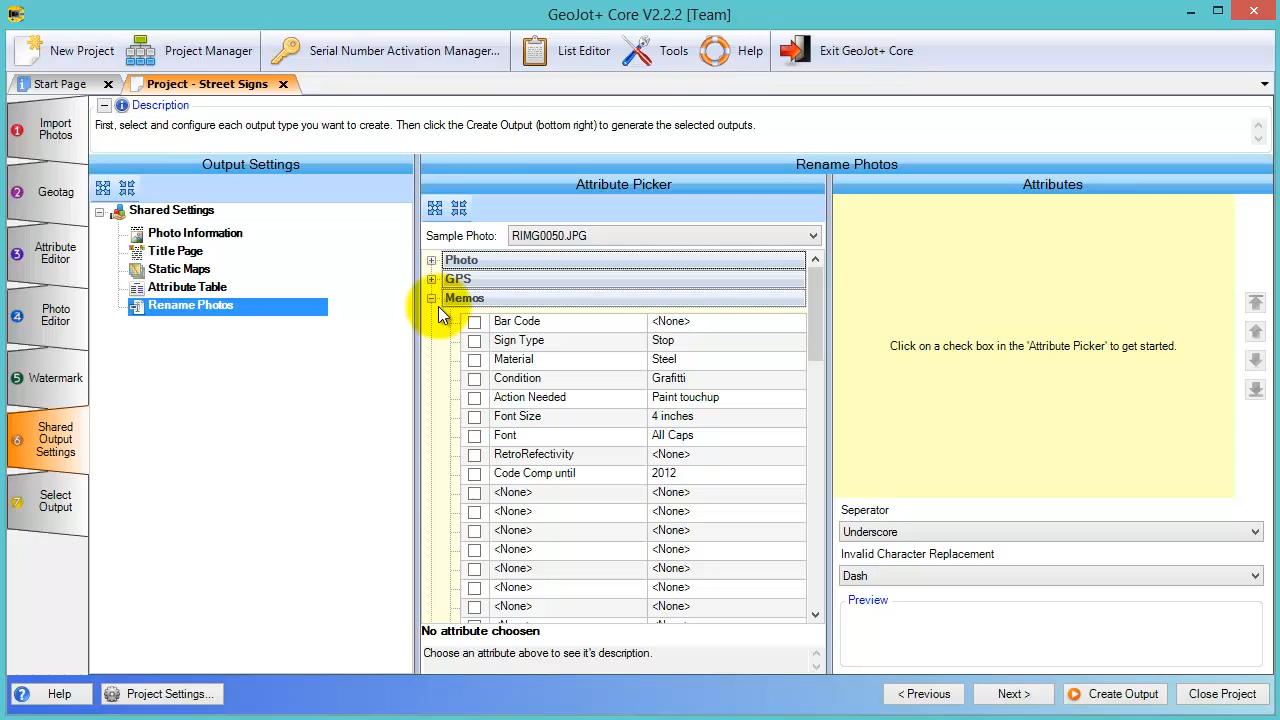 GeoJot+ Core V2.2.2 [Team]
New Project
Project Manager
Serial Number Activation Manager...
List Editor
Tools
Help
Exit GeoJot+ Core
Start Page
Project - Street Signs
Description
First, select and configure each output type you want to create. Then click the Create Output (bottom right) to generate the selected outputs.
1 Import Photos
2 Geotag
3 Attribute Editor
4 Photo Editor
5 Watermark
6 Shared Output Settings
7 Select Output
Output Settings
Shared Settings
Photo Information
Title Page
Static Maps
Attribute Table
Rename Photos
Rename Photos
Attribute Picker
Sample Photo: RIMG0050.JPG
Photo
GPS
Memos
Bar Code <None>
Sign Type Stop
Material Steel
Condition Grafitti
Action Needed Paint touchup
Font Size 4 inches
Font All Caps
RetroRefectivity <None>
Code Comp until 2012
<None> <None>
<None> <None>
<None> <None>
<None> <None>
<None> <None>
<None> <None>
<None> <None>
No attribute choosen
Choose an attribute above to see it's description.
Attributes
Click on a check box in the 'Attribute Picker' to get started.
Seperator
Underscore
Invalid Character Replacement
Dash
Preview
Help
Project Settings...
< Previous
Next >
Create Output
Close Project